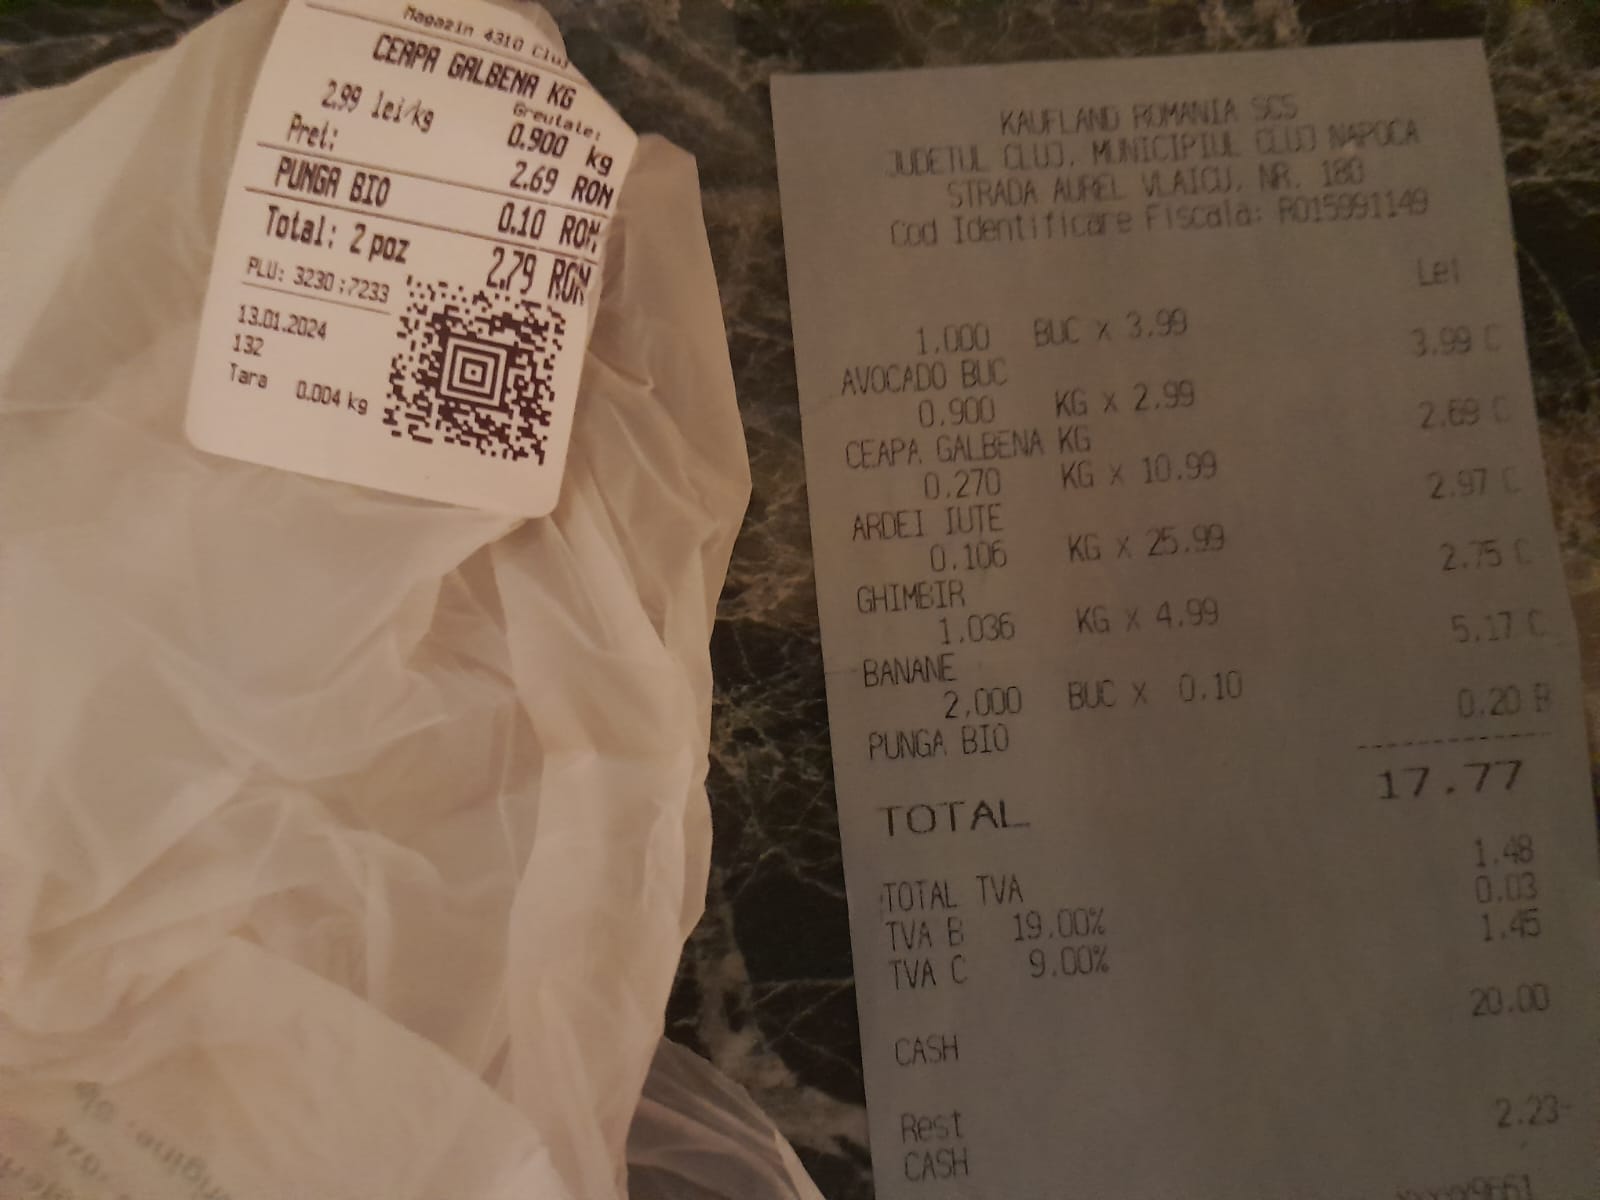 Magazin 4310 Cluj
CEAPA GALBENA KG
2.99 lei/kg
Greutate:
0.900 kg
Pret:
2.69 RON
PUNGA BIO
0.10 RON
Total: 2 poz
2.79 RON
PLU: 3230;7233
13.01.2024
132
Tara 0.004 kg
KAUFLAND ROMANIA SCS
JUDETUL CLUJ, MUNICIPIUL CLUJ NAPOCA
STRADA AUREL VLAICU, NR. 180
Cod Identificare Fiscala: RO15991149
Lei
1.000 BUC x 3.99
AVOCADO BUC 3.99 C
0.900 KG x 2.99
CEAPA GALBENA KG 2.69 C
0.270 KG x 10.99
ARDEI IUTE 2.97 C
0.106 KG x 25.99
GHIMBIR 2.75 C
1.036 KG x 4.99
BANANE 5.17 C
2.000 BUC x 0.10
PUNGA BIO 0.20 B
TOTAL 17.77
TOTAL TVA 1.48
TVA B 19.00% 0.03
TVA C 9.00% 1.45
CASH 20.00
Rest
CASH 2.23-